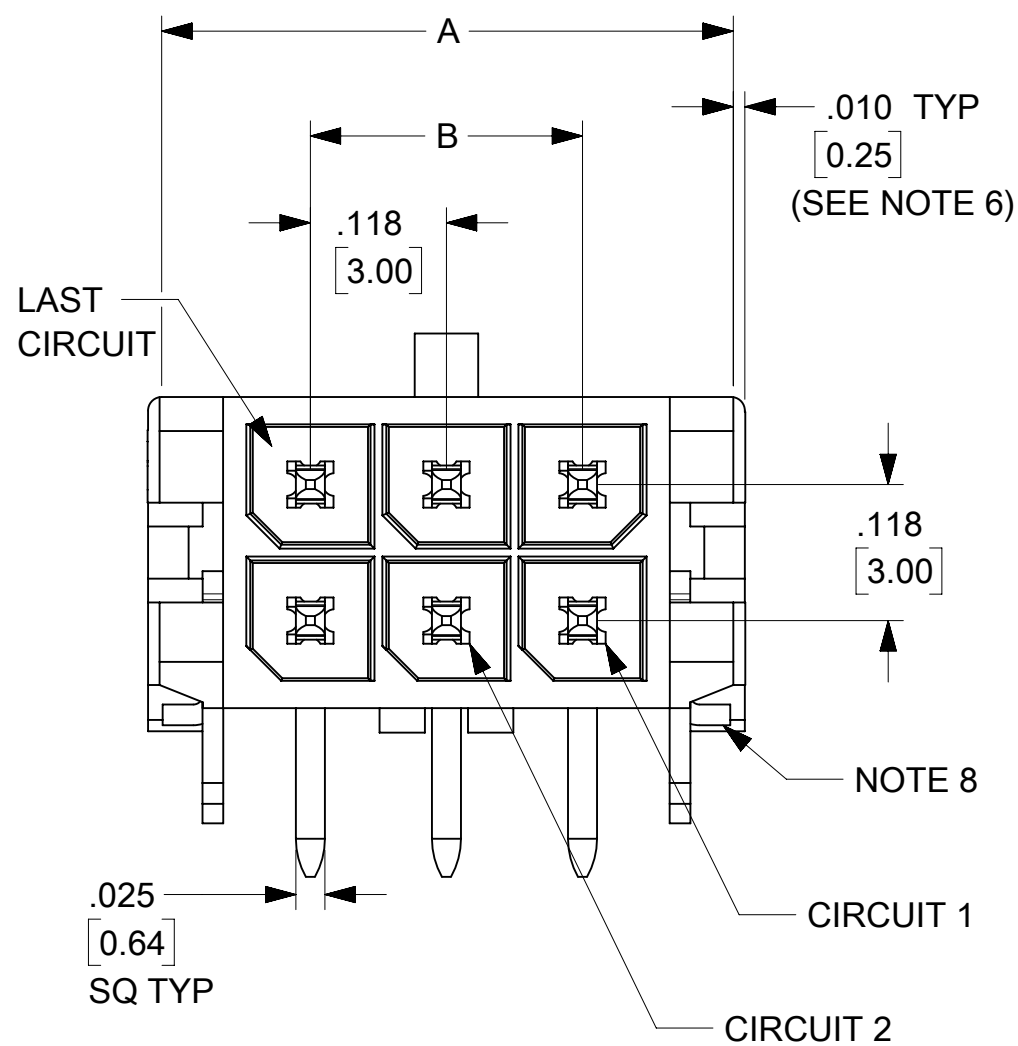 A
.010 TYP
[0.25]
(SEE NOTE 6)
B
.118
[3.00]
LAST
CIRCUIT
.118
[3.00]
NOTE 8
.025
[0.64]
SQ TYP
CIRCUIT 1
CIRCUIT 2